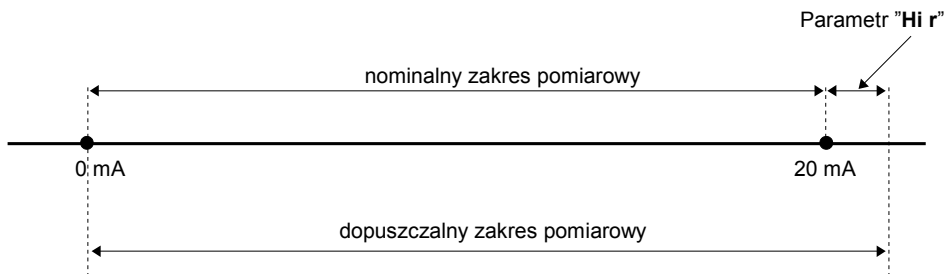 Parametr ”Hi r”
nominalny zakres pomiarowy
0 mA
20 mA
dopuszczalny zakres pomiarowy